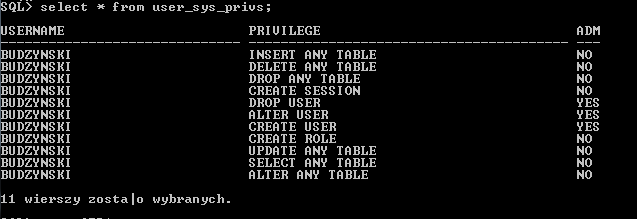 SQL> select * from user_sys_privs;
USERNAME PRIVILEGE ADM
BUDZYNSKI INSERT ANY TABLE NO
BUDZYNSKI DELETE ANY TABLE NO
BUDZYNSKI DROP ANY TABLE NO
BUDZYNSKI CREATE SESSION NO
BUDZYNSKI DROP USER YES
BUDZYNSKI ALTER USER YES
BUDZYNSKI CREATE USER YES
BUDZYNSKI CREATE ROLE NO
BUDZYNSKI UPDATE ANY TABLE NO
BUDZYNSKI SELECT ANY TABLE NO
BUDZYNSKI ALTER ANY TABLE NO
11 wierszy zosta|o wybranych.